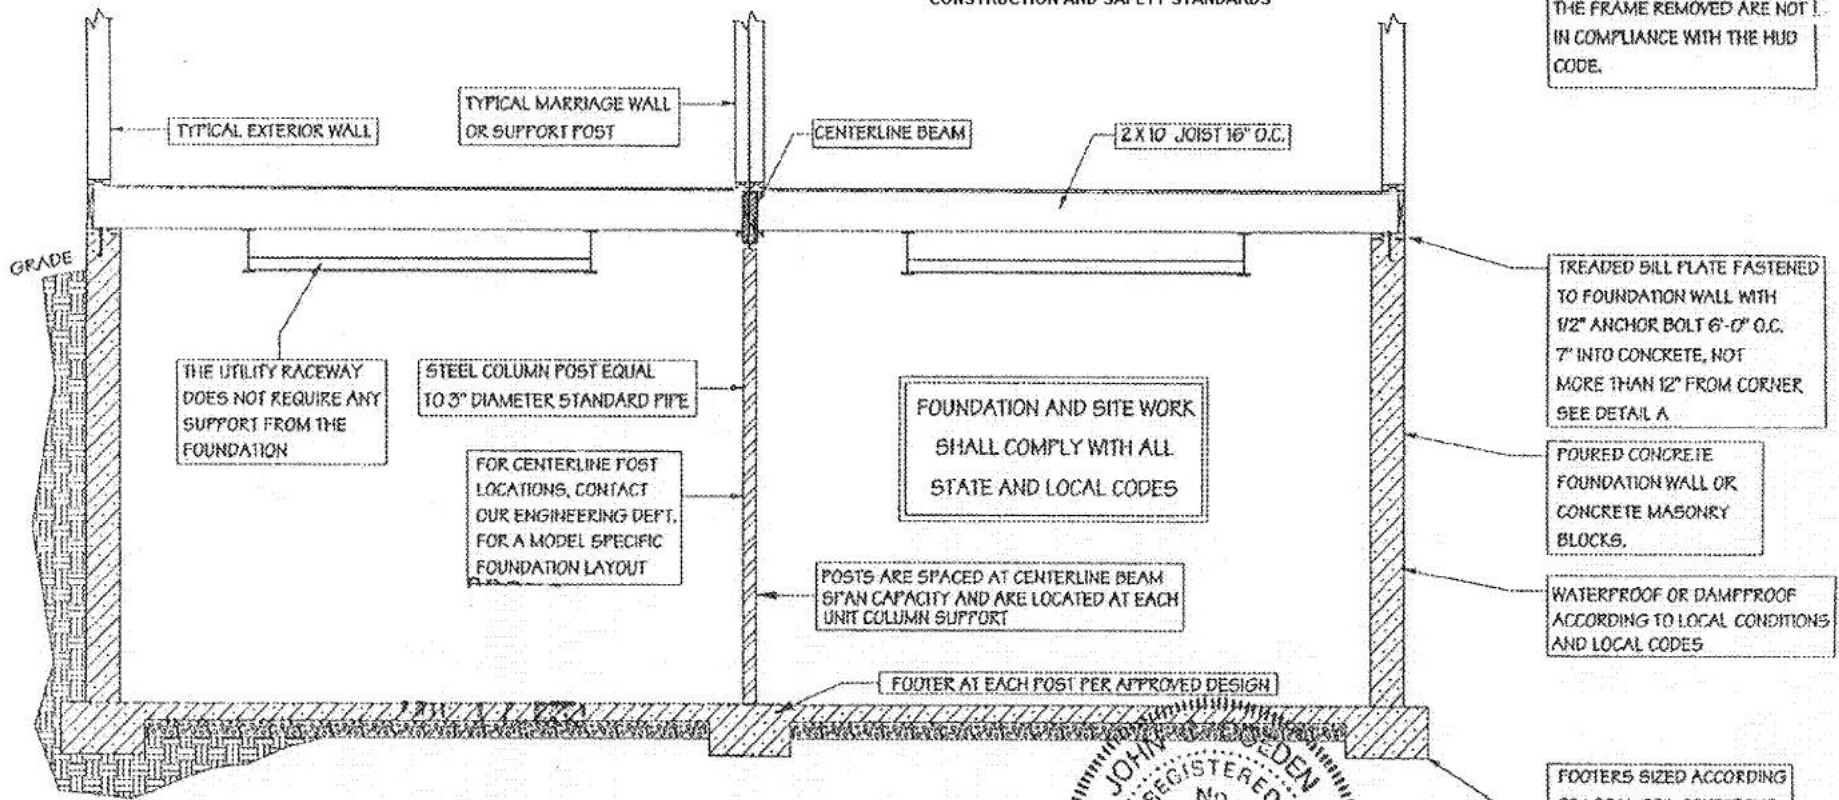 CONSTRUCTION AND SAFETY STANDARDS
THE FRAME REMOVED ARE NOT
IN COMPLIANCE WITH THE HUD
CODE.
TYPICAL EXTERIOR WALL
TYPICAL MARRIAGE WALL
OR SUPPORT POST
CENTERLINE BEAM
2 X 10 JOIST 16" O.C.
GRADE
TREADED SILL PLATE FASTENED
TO FOUNDATION WALL WITH
1/2" ANCHOR BOLT 6'-0" O.C.
7" INTO CONCRETE, NOT
MORE THAN 12" FROM CORNER
SEE DETAIL A
THE UTILITY RACEWAY
DOES NOT REQUIRE ANY
SUPPORT FROM THE
FOUNDATION
STEEL COLUMN POST EQUAL
TO 3" DIAMETER STANDARD PIPE
FOUNDATION AND SITE WORK
SHALL COMPLY WITH ALL
STATE AND LOCAL CODES
FOR CENTERLINE POST
LOCATIONS, CONTACT
OUR ENGINEERING DEPT.
FOR A MODEL SPECIFIC
FOUNDATION LAYOUT
POURED CONCRETE
FOUNDATION WALL OR
CONCRETE MASONRY
BLOCKS.
POSTS ARE SPACED AT CENTERLINE BEAM
SPAN CAPACITY AND ARE LOCATED AT EACH
UNIT COLUMN SUPPORT
WATERPROOF OR DAMPPROOF
ACCORDING TO LOCAL CONDITIONS
AND LOCAL CODES
FOOTER AT EACH POST PER APPROVED DESIGN
JOHN
REGISTERED
No
FOOTERS SIZED ACCORDING